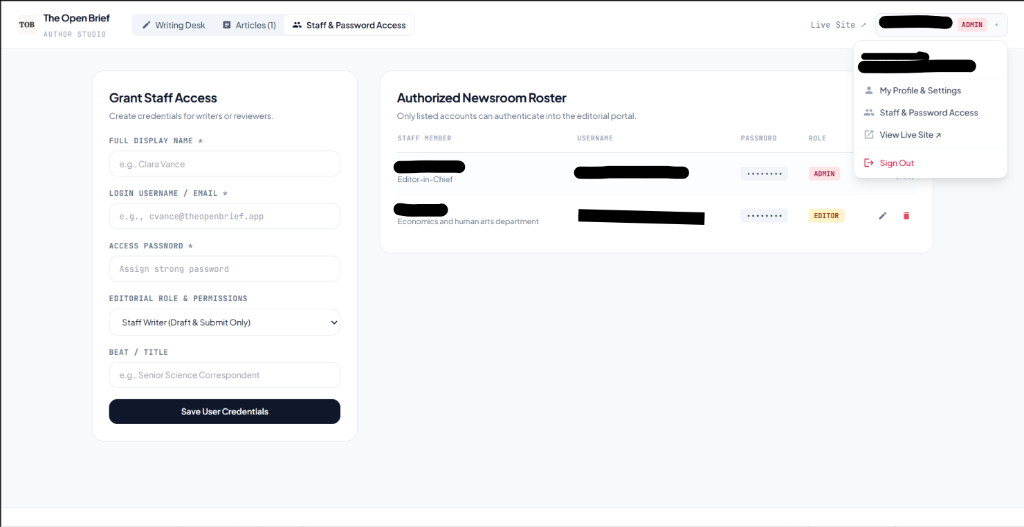 TOB
The Open Brief
AUTHOR STUDIO
Writing Desk
Articles (1)
Staff & Password Access
Live Site ↗
ADMIN
My Profile & Settings
Staff & Password Access
View Live Site ↗
Sign Out
Grant Staff Access
Create credentials for writers or reviewers.
FULL DISPLAY NAME *
e.g., Clara Vance
LOGIN USERNAME / EMAIL *
e.g., cvance@theopenbrief.app
ACCESS PASSWORD *
Assign strong password
EDITORIAL ROLE & PERMISSIONS
Staff Writer (Draft & Submit Only)
BEAT / TITLE
e.g., Senior Science Correspondent
Save User Credentials
Authorized Newsroom Roster
Only listed accounts can authenticate into the editorial portal.
STAFF MEMBER USERNAME PASSWORD ROLE
Editor-in-Chief
•••••••• ADMIN
Economics and human arts department
•••••••• EDITOR